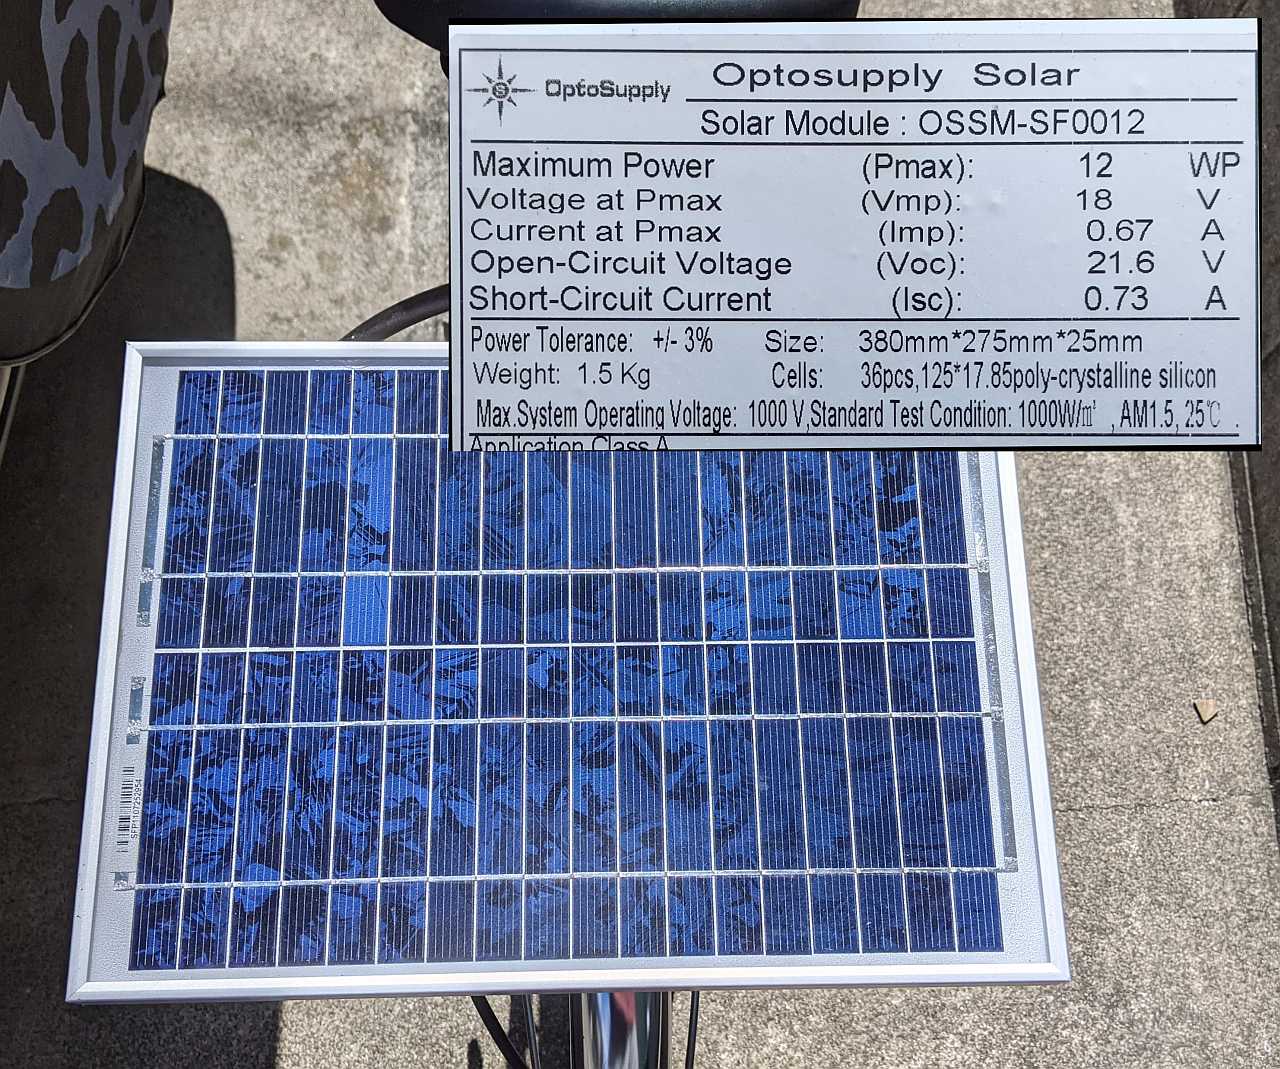 OptoSupply
Optosupply Solar
Solar Module : OSSM-SF0012
Maximum Power (Pmax): 12 WP
Voltage at Pmax (Vmp): 18 V
Current at Pmax (Imp): 0.67 A
Open-Circuit Voltage (Voc): 21.6 V
Short-Circuit Current (Isc): 0.73 A
Power Tolerance: +/- 3% Size: 380mm*275mm*25mm
Weight: 1.5 Kg Cells: 36pcs,125*17.85poly-crystalline silicon
Max.System Operating Voltage: 1000 V,Standard Test Condition: 1000W/㎡ , AM1.5, 25℃ .
Application Class A
SFP1107252954